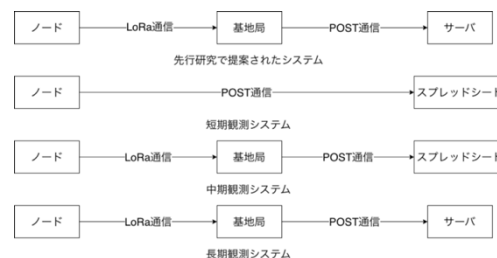 ノード LoRa通信 基地局 POST通信 サーバ
先行研究で提案されたシステム
ノード POST通信 スプレッドシート
短期観測システム
ノード LoRa通信 基地局 POST通信 スプレッドシート
中期観測システム
ノード LoRa通信 基地局 POST通信 サーバ
長期観測システム